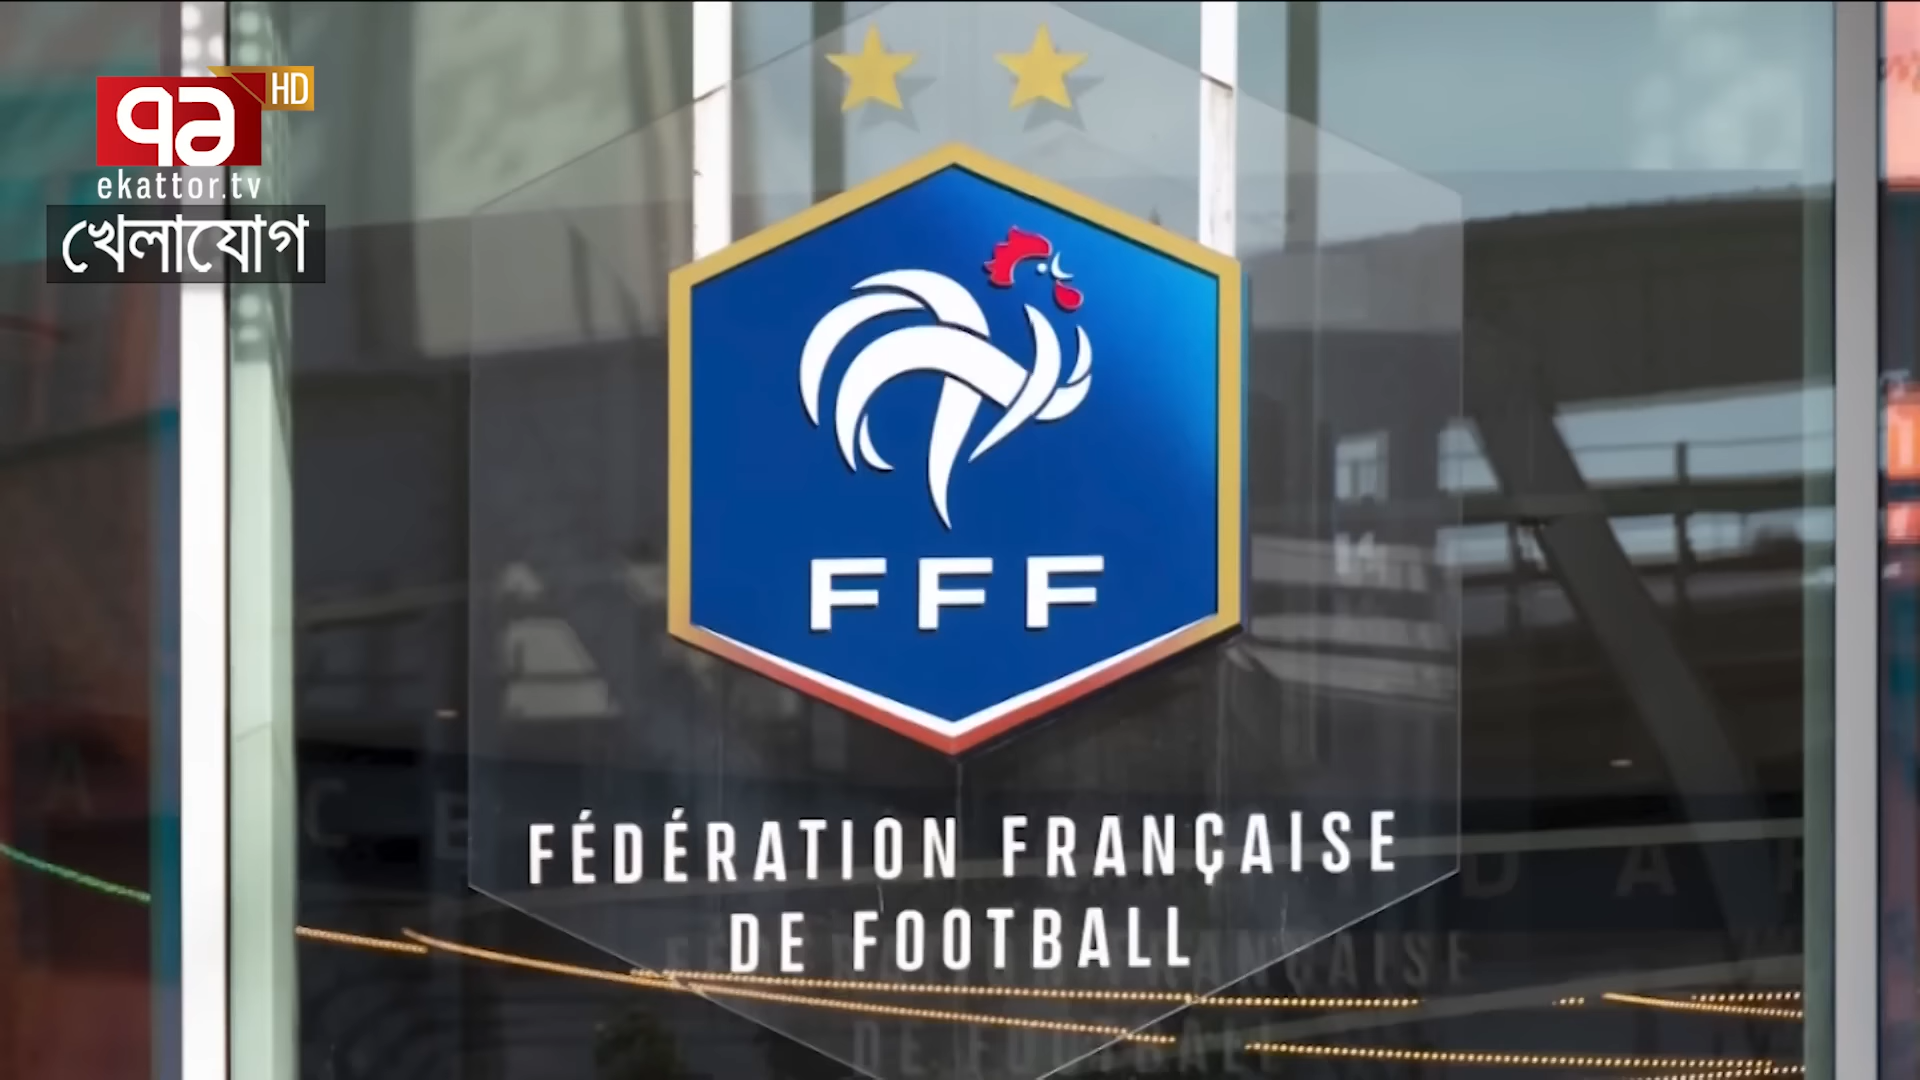 ৭১
HD
ekattor.tv
খেলাযোগ
FFF
FÉDÉRATION FRANÇAISE
DE FOOTBALL